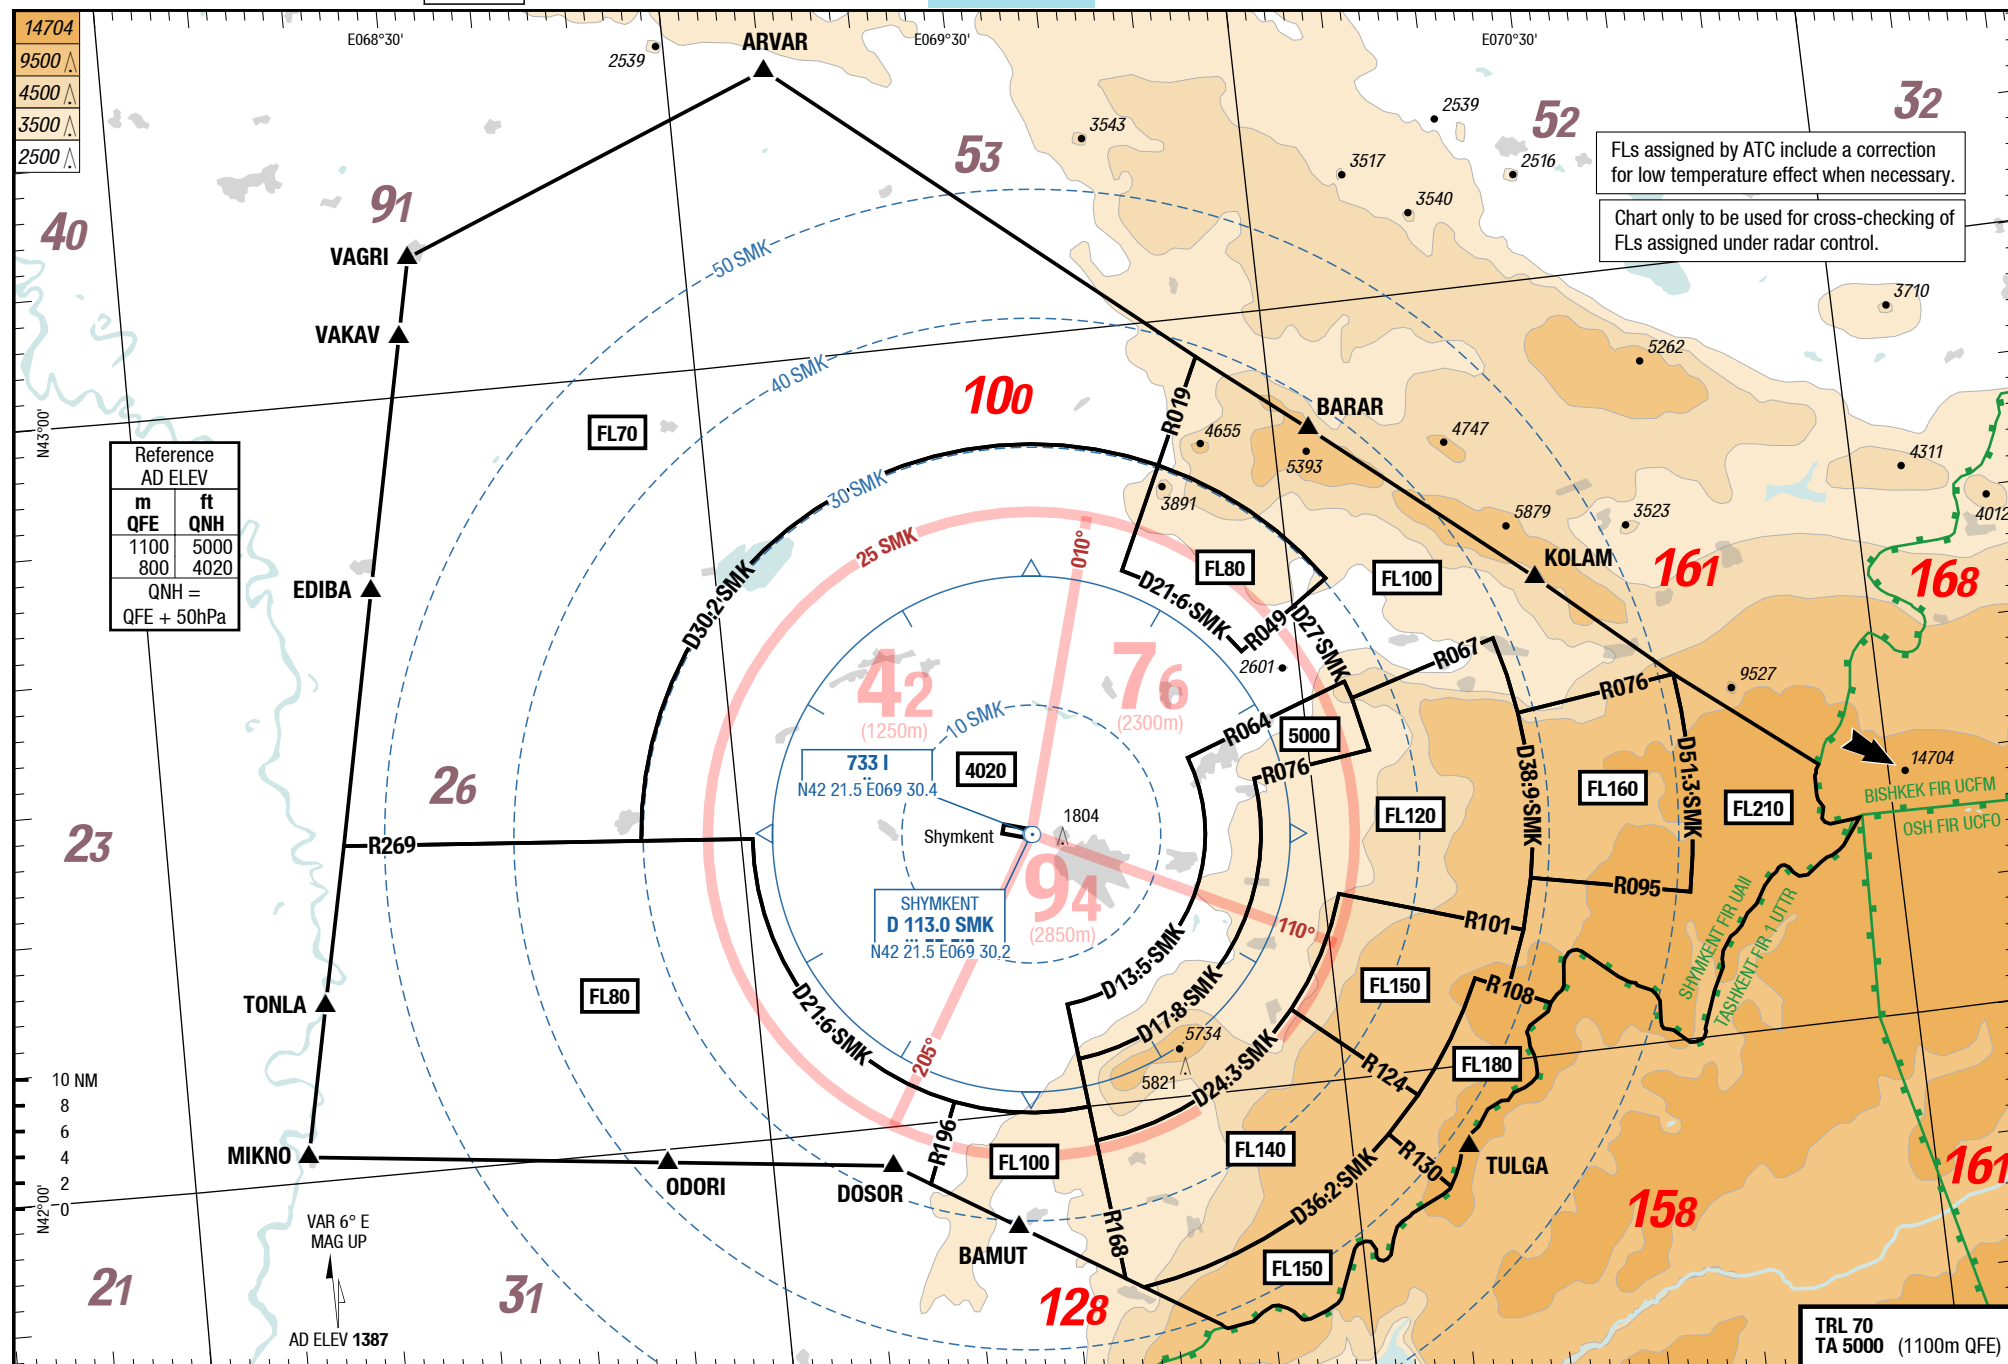 14704
9500
4500
3500
2500
E068°30'
E069°30'
E070°30'
2539
ARVAR
3543
53
2539
52
32
3517
2516
3540
FLs assigned by ATC include a correction
for low temperature effect when necessary.
Chart only to be used for cross-checking of
FLs assigned under radar control.
91
40
VAGRI
50 SMK
3710
VAKAV
40 SMK
5262
100
R019
BARAR
FL70
4655
4747
5393
4311
N43°00'
Reference
AD ELEV
m ft
QFE QNH
1100 5000
800 4020
QNH =
QFE + 50hPa
30 SMK
3891
5879
3523
4012
25 SMK
010°
KOLAM
161
168
EDIBA
D30.2 SMK
FL80
FL100
D21.6 SMK
R049
D27 SMK
2601
R067
42
(1250m)
76
(2300m)
9527
R076
10 SMK
R064
5000
R076
D38.9 SMK
D51.3 SMK
733 I
N42 21.5 E069 30.4
4020
14704
26
FL160
FL210
BISHKEK FIR UCFM
OSH FIR UCFO
FL120
1804
Shymkent
23
R269
94
(2850m)
R095
SHYMKENT
D 113.0 SMK
N42 21.5 E069 30.2
110°
R101
SHYMKENT FIR UAII
TASHKENT FIR 1 UTTR
D13.5 SMK
FL80
FL150
R108
TONLA
D21.6 SMK
D17.8 SMK
5734
5821
205°
D24.3 SMK
R124
FL180
10 NM
8
6
4
2
0
N42°00'
MIKNO
ODORI
DOSOR
R196
FL100
FL140
R130
TULGA
161
D36.2 SMK
158
R168
BAMUT
FL150
VAR 6° E
MAG UP
21
31
128
AD ELEV 1387
TRL 70
TA 5000 (1100m QFE)